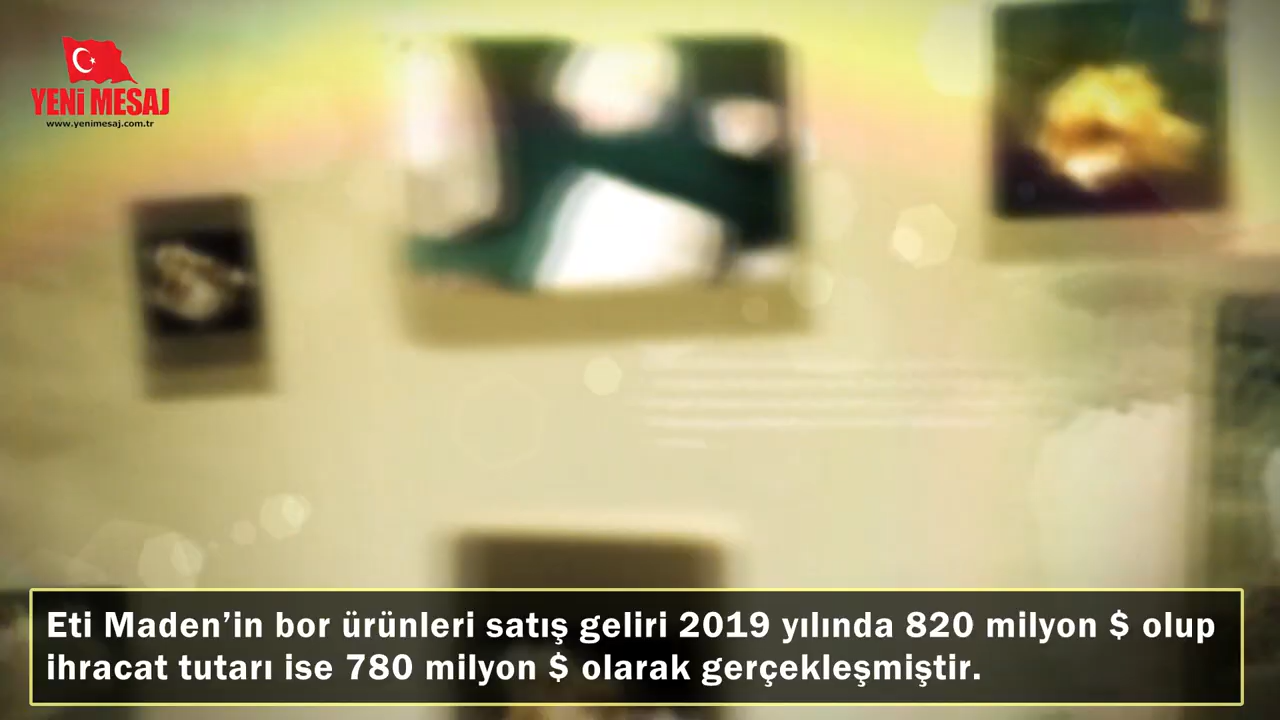 YENİ MESAJ
www.yenimesaj.com.tr
Eti Maden’in bor ürünleri satış geliri 2019 yılında 820 milyon $ olup
ihracat tutarı ise 780 milyon $ olarak gerçekleşmiştir.